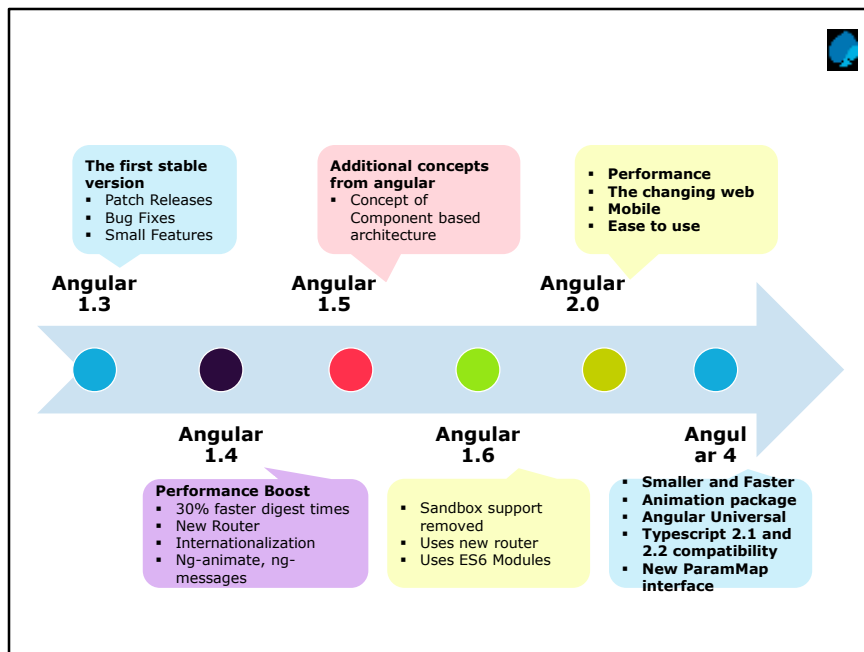 The first stable
version
▪ Patch Releases
▪ Bug Fixes
▪ Small Features
Angular
1.3
Additional concepts
from angular
▪ Concept of
Component based
architecture
Angular
1.5
▪ Performance
▪ The changing web
▪ Mobile
▪ Ease to use
Angular
2.0
Angular
1.4
Performance Boost
▪ 30% faster digest times
▪ New Router
▪ Internationalization
▪ Ng-animate, ng-
messages
Angular
1.6
▪ Sandbox support
removed
▪ Uses new router
▪ Uses ES6 Modules
Angul
ar 4
▪ Smaller and Faster
▪ Animation package
▪ Angular Universal
▪ Typescript 2.1 and
2.2 compatibility
▪ New ParamMap
interface